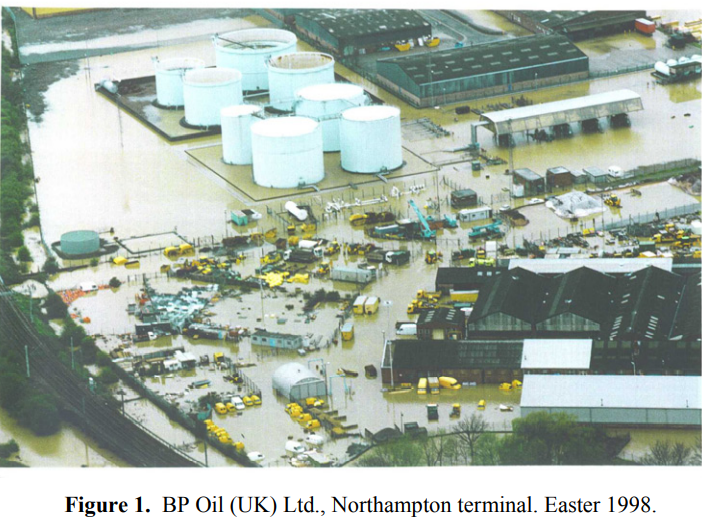 Figure 1. BP Oil (UK) Ltd., Northampton terminal. Easter 1998.